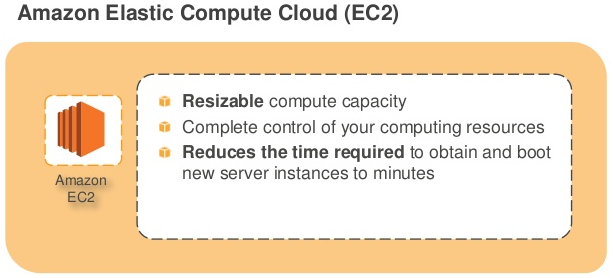 Amazon Elastic Compute Cloud (EC2)
Amazon
EC2
Resizable compute capacity
Complete control of your computing resources
Reduces the time required to obtain and boot
new server instances to minutes